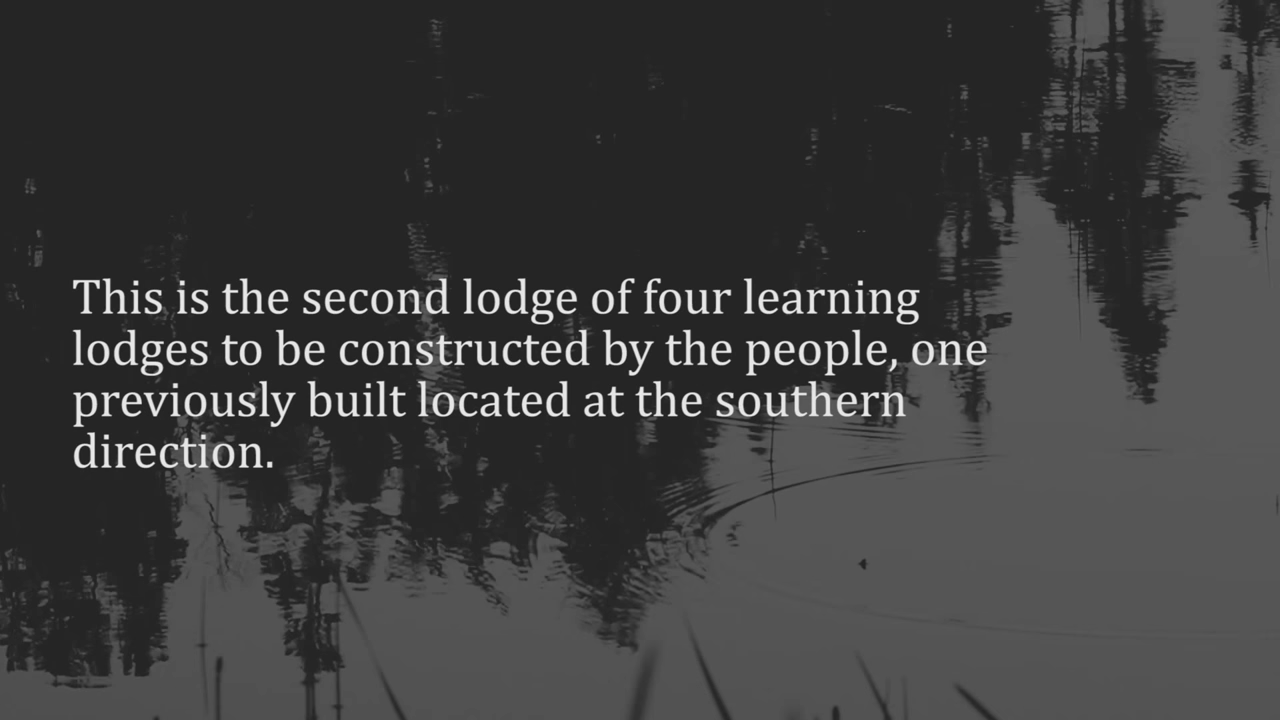 This is the second lodge of four learning
lodges to be constructed by the people, one
previously built located at the southern
direction.